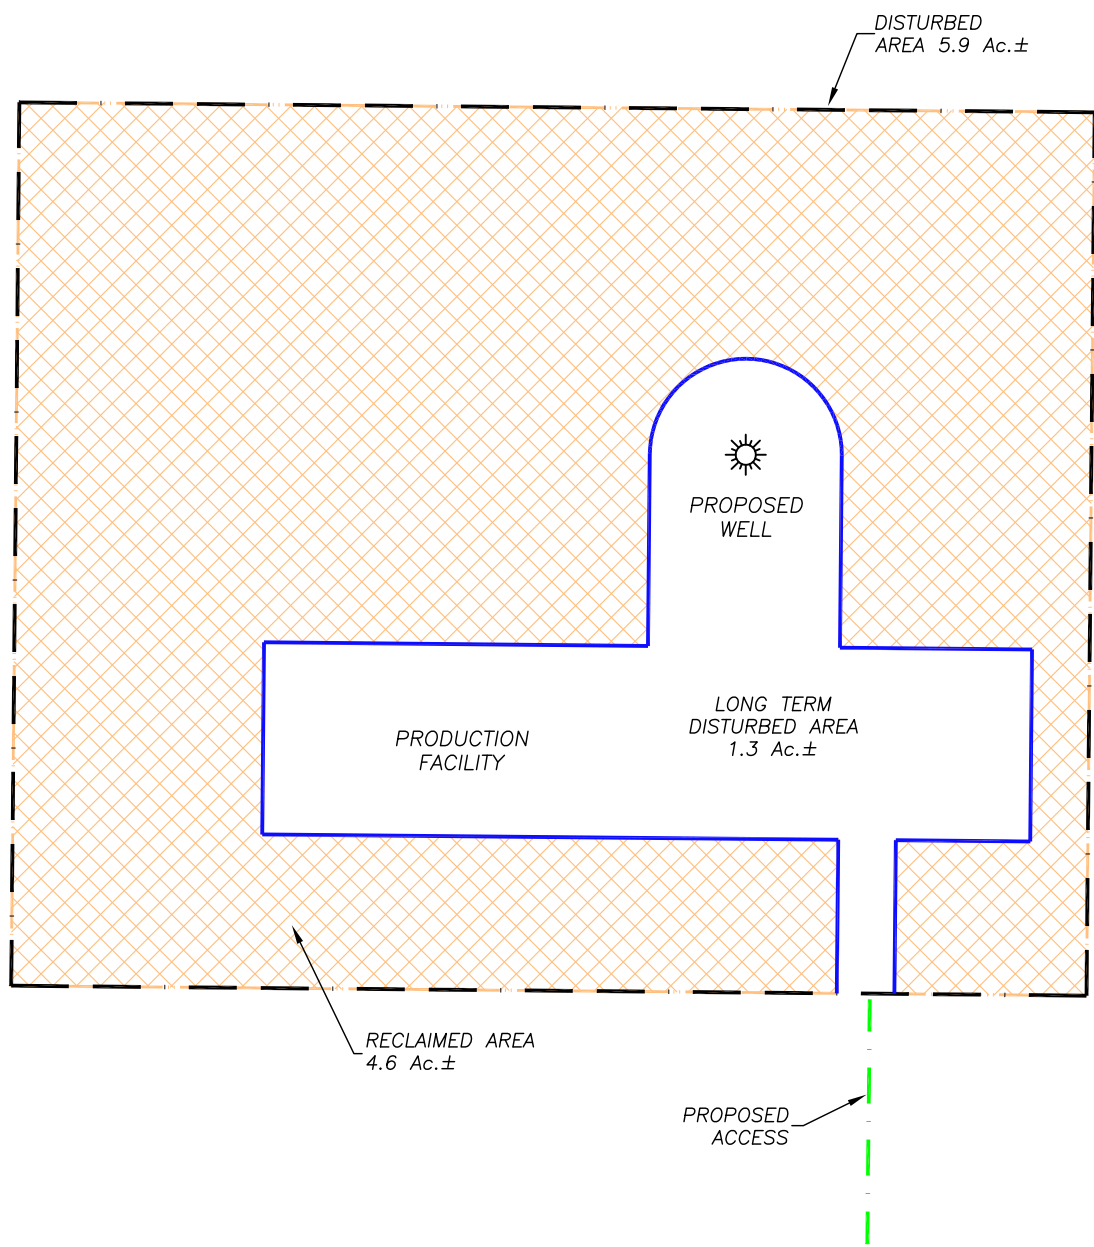 DISTURBED
AREA 5.9 Ac.±
PROPOSED
WELL
LONG TERM
DISTURBED AREA
1.3 Ac.±
PRODUCTION
FACILITY
RECLAIMED AREA
4.6 Ac.±
PROPOSED
ACCESS